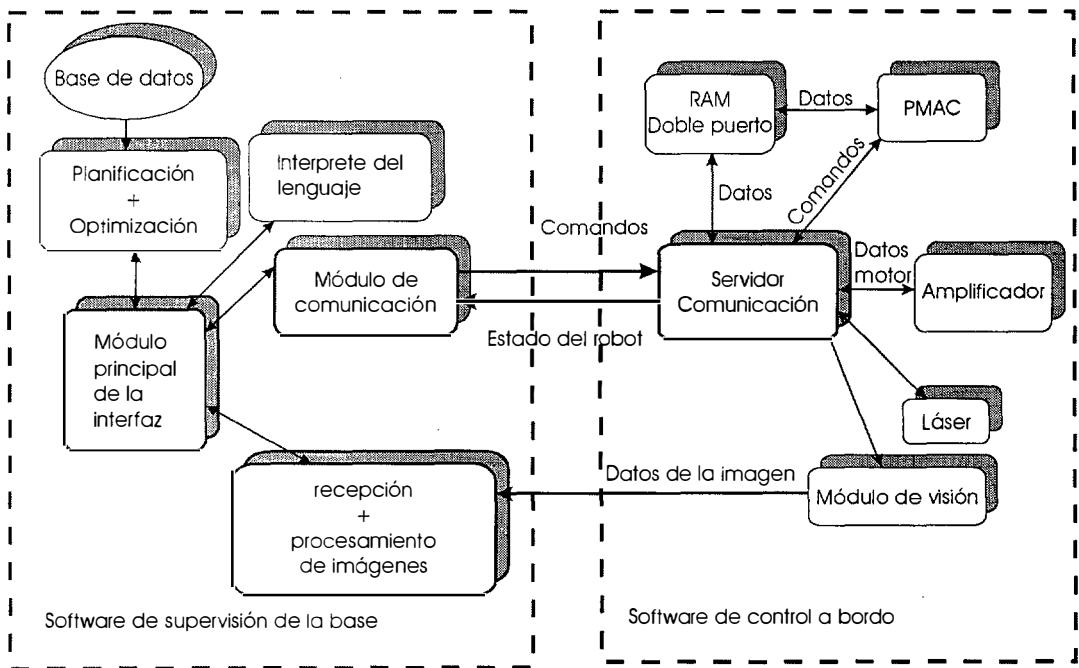 Base de datos
Planificación
+
Optimización
Interprete del
lenguaje
Módulo de
comunicación
Módulo
principal
de la
interfaz
recepción
+
procesamiento
de imágenes
Software de supervisión de la base
Comandos
Estado del robot
Datos de la imagen
RAM
Doble puerto
Datos
PMAC
Datos
Comandos
Servidor
Comunicación
Datos
motor
Amplificador
Láser
Módulo de visión
Software de control a bordo